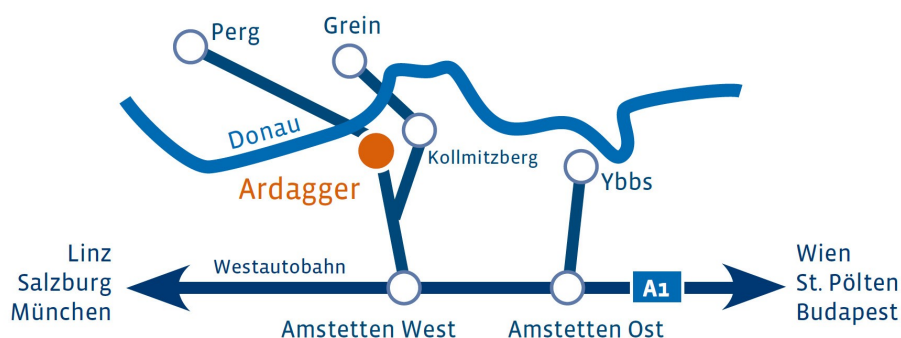 Grein
Perg
Donau
Kollmitzberg
Ardagger
Ybbs
Linz
Salzburg
München
Westautobahn
A1
Wien
St. Pölten
Budapest
Amstetten West
Amstetten Ost